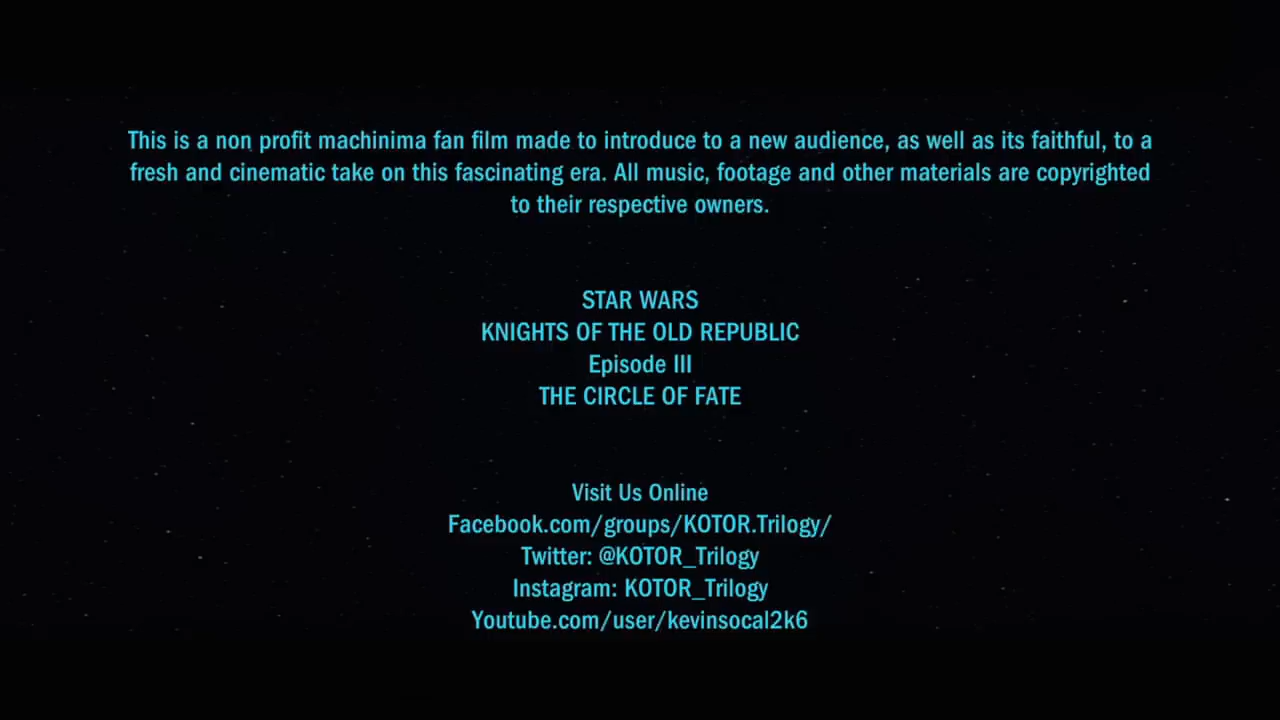 This is a non profit machinima fan film made to introduce to a new audience, as well as its faithful, to a
fresh and cinematic take on this fascinating era. All music, footage and other materials are copyrighted
to their respective owners.
STAR WARS
KNIGHTS OF THE OLD REPUBLIC
Episode III
THE CIRCLE OF FATE
Visit Us Online
Facebook.com/groups/KOTOR.Trilogy/
Twitter: @KOTOR_Trilogy
Instagram: KOTOR_Trilogy
Youtube.com/user/kevinsocal2k6